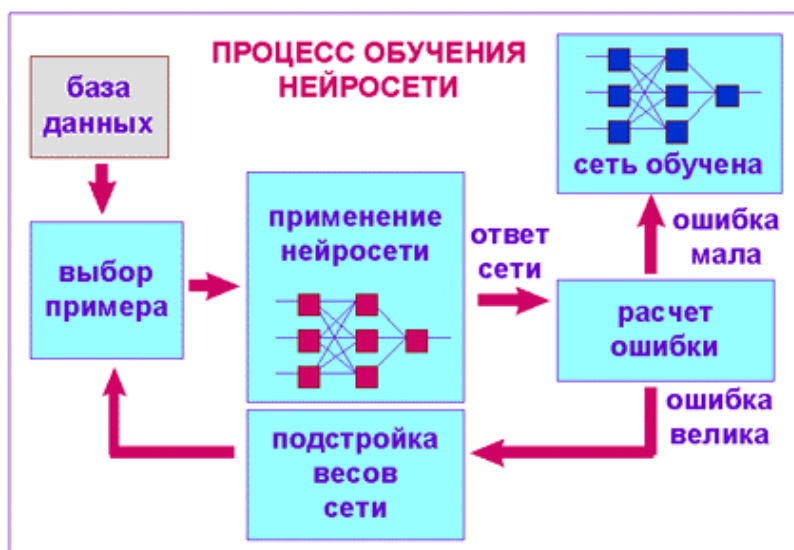 ПРОЦЕСС ОБУЧЕНИЯ
НЕЙРОСЕТИ
база
данных
выбор
примера
применение
нейросети
ответ
сети
расчет
ошибки
ошибка
мала
сеть обучена
ошибка
велика
подстройка
весов
сети